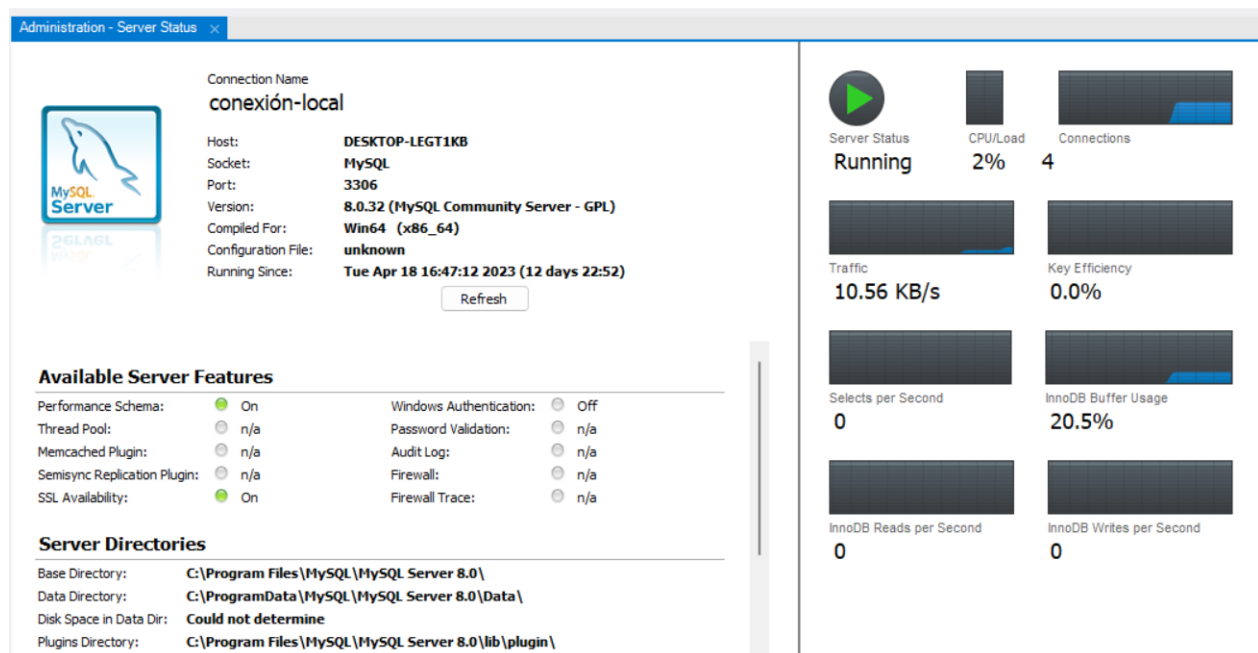 Administration - Server Status ×
Connection Name
conexión-local
MySQL
Server
Host: DESKTOP-LEGT1KB
Socket: MySQL
Port: 3306
Version: 8.0.32 (MySQL Community Server - GPL)
Compiled For: Win64 (x86_64)
Configuration File: unknown
Running Since: Tue Apr 18 16:47:12 2023 (12 days 22:52)
Refresh
Available Server Features
Performance Schema: On Windows Authentication: Off
Thread Pool: n/a Password Validation: n/a
Memcached Plugin: n/a Audit Log: n/a
Semisync Replication Plugin: n/a Firewall: n/a
SSL Availability: On Firewall Trace: n/a
Server Directories
Base Directory: C:\Program Files\MySQL\MySQL Server 8.0\
Data Directory: C:\ProgramData\MySQL\MySQL Server 8.0\Data\
Disk Space in Data Dir: Could not determine
Plugins Directory: C:\Program Files\MySQL\MySQL Server 8.0\lib\plugin\
Server Status CPU/Load Connections
Running 2% 4
Traffic Key Efficiency
10.56 KB/s 0.0%
Selects per Second InnoDB Buffer Usage
0 20.5%
InnoDB Reads per Second InnoDB Writes per Second
0 0